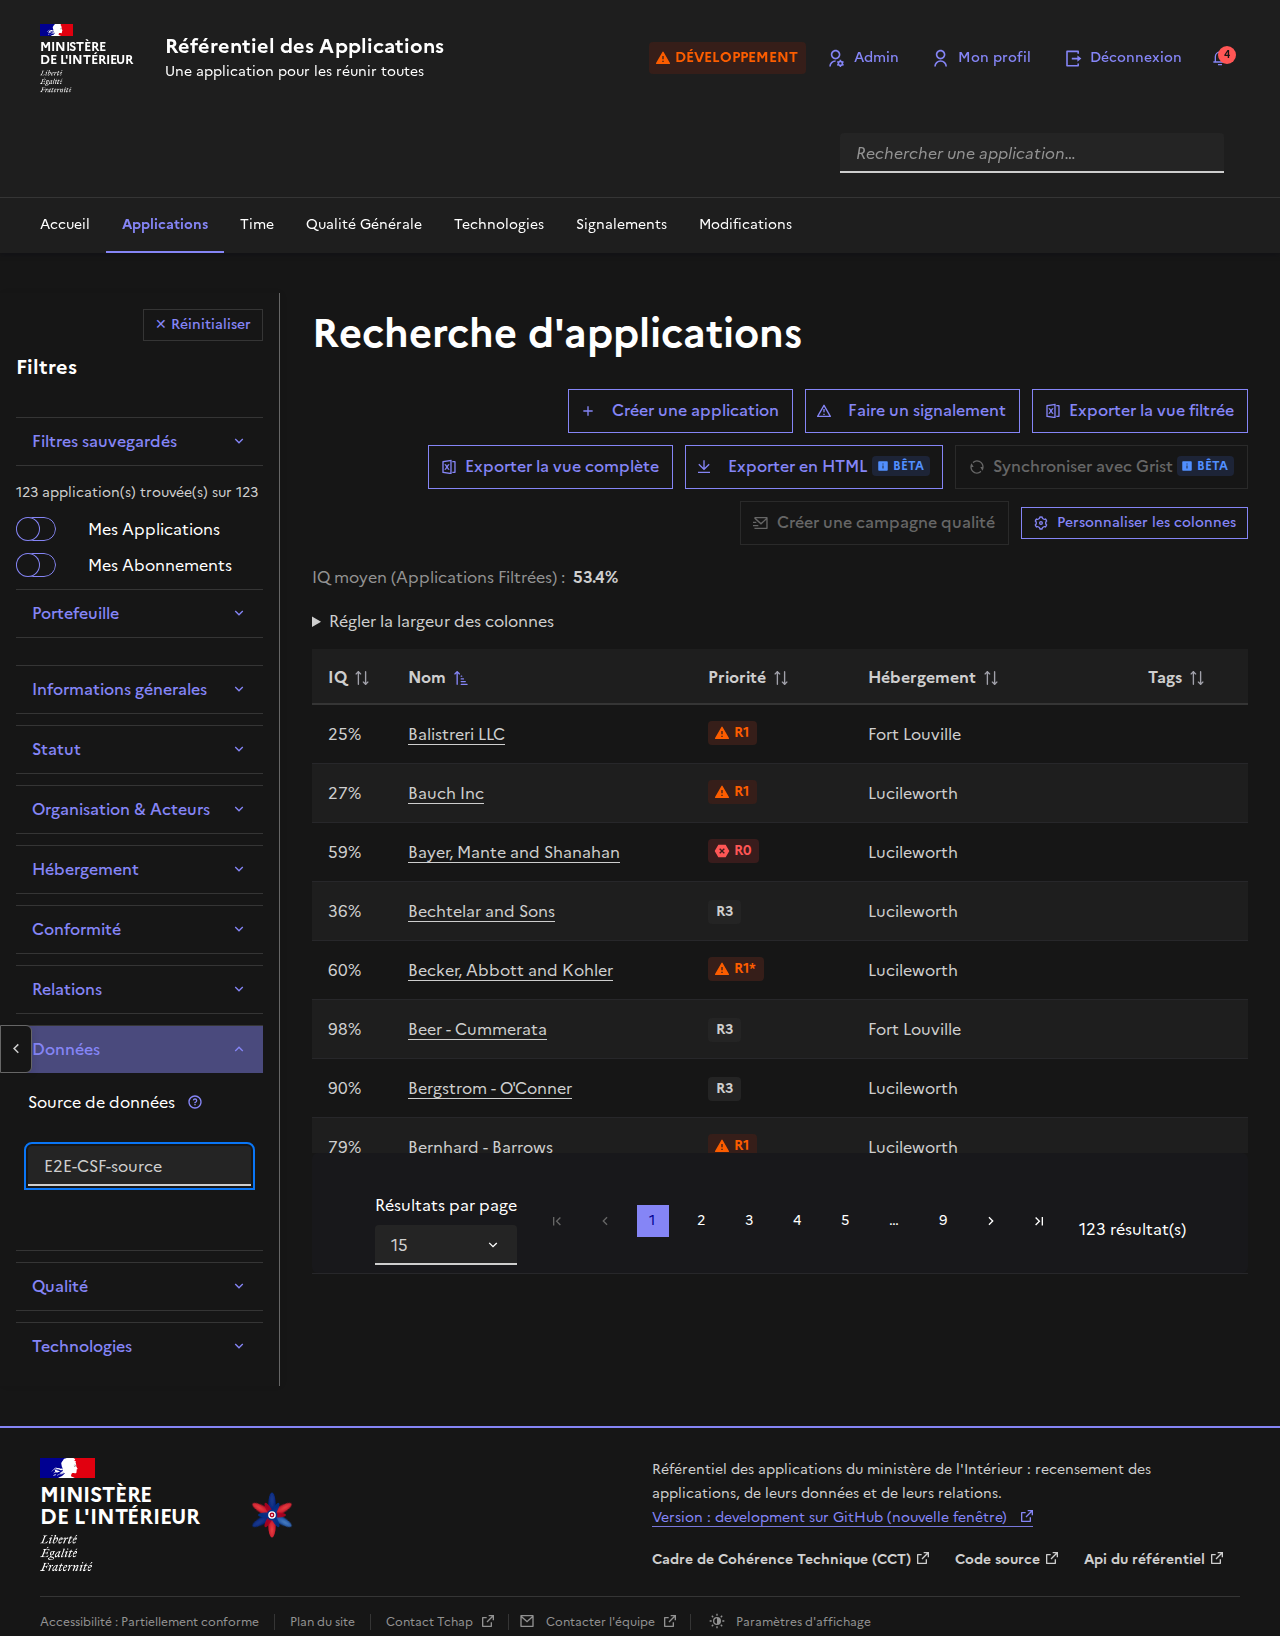 MINISTÈRE
DE L'INTÉRIEUR
Liberté
Égalité
Fraternité
Référentiel des Applications
Une application pour les réunir toutes
DÉVELOPPEMENT
Admin
Mon profil
Déconnexion
4
Rechercher une application...
Accueil
Applications
Time
Qualité Générale
Technologies
Signalements
Modifications
Réinitialiser
Filtres
Filtres sauvegardés
123 application(s) trouvée(s) sur 123
Mes Applications
Mes Abonnements
Portefeuille
Informations génerales
Statut
Organisation & Acteurs
Hébergement
Conformité
Relations
Données
Source de données
E2E-CSF-source
Qualité
Technologies
Recherche d'applications
Créer une application
Faire un signalement
Exporter la vue filtrée
Exporter la vue complète
Exporter en HTML BÊTA
Synchroniser avec Grist BÊTA
Créer une campagne qualité
Personnaliser les colonnes
IQ moyen (Applications Filtrées) : 53.4%
Régler la largeur des colonnes
IQ Nom Priorité Hébergement Tags
25% Balistreri LLC R1 Fort Louville
27% Bauch Inc R1 Lucileworth
59% Bayer, Mante and Shanahan R0 Lucileworth
36% Bechtelar and Sons R3 Lucileworth
60% Becker, Abbott and Kohler R1* Lucileworth
98% Beer - Cummerata R3 Fort Louville
90% Bergstrom - O'Conner R3 Lucileworth
79% Bernhard - Barrows R1 Lucileworth
Résultats par page
15
1 2 3 4 5 ... 9
123 résultat(s)
MINISTÈRE
DE L'INTÉRIEUR
Liberté
Égalité
Fraternité
Référentiel des applications du ministère de l'Intérieur : recensement des
applications, de leurs données et de leurs relations.
Version : development sur GitHub (nouvelle fenêtre)
Cadre de Cohérence Technique (CCT)
Code source
Api du référentiel
Accessibilité : Partiellement conforme
Plan du site
Contact Tchap
Contacter l'équipe
Paramètres d'affichage